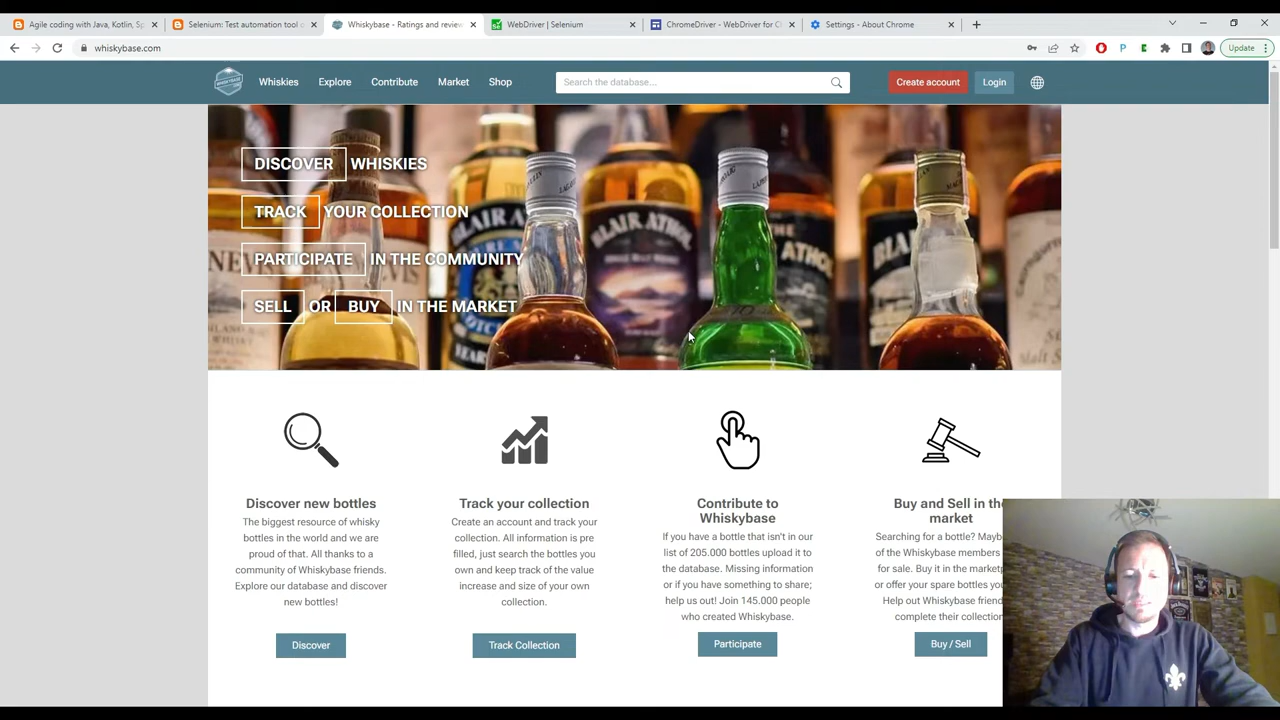 Agile coding with Java, Kotlin, Sp
Selenium: Test automation tool o
Whiskybase - Ratings and review
WebDriver | Selenium
ChromeDriver - WebDriver for C
Settings - About Chrome
whiskybase.com
Update
Whiskies
Explore
Contribute
Market
Shop
Search the database...
Create account
Login
DISCOVER WHISKIES
TRACK YOUR COLLECTION
PARTICIPATE IN THE COMMUNITY
SELL OR BUY IN THE MARKET
BLAIR ATHOL
Discover new bottles
The biggest resource of whisky
bottles in the world and we are
proud of that. All thanks to a
community of Whiskybase friends.
Explore our database and discover
new bottles!
Discover
Track your collection
Create an account and track your
collection. All information is pre
filled, just search the bottles you
own and keep track of the value
increase and size of your own
collection.
Track Collection
Contribute to
Whiskybase
If you have a bottle that isn't in our
list of 205.000 bottles upload it to
the database. Missing information
or if you have something to share;
help us out! Join 145.000 people
who created Whiskybase.
Participate
Buy and Sell in the
market
Searching for a bottle? Mayb
of the Whiskybase members
for sale. Buy it in the marketp
or offer your spare bottles you
Help out Whiskybase friend
complete their collection
Buy / Sell